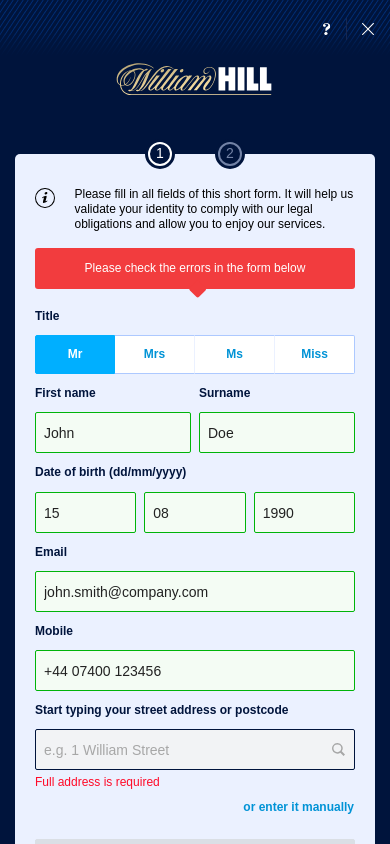 ?
William HILL
1 2
Please fill in all fields of this short form. It will help us
validate your identity to comply with our legal
obligations and allow you to enjoy our services.
Please check the errors in the form below
Title
Mr Mrs Ms Miss
First name Surname
John Doe
Date of birth (dd/mm/yyyy)
15 08 1990
Email
john.smith@company.com
Mobile
+44 07400 123456
Start typing your street address or postcode
e.g. 1 William Street
Full address is required
or enter it manually